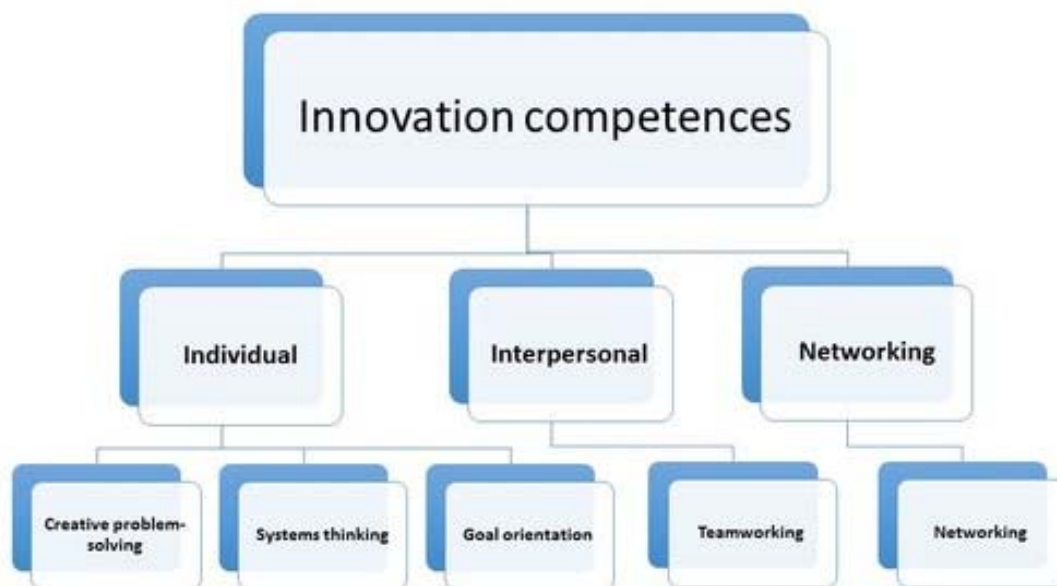 Innovation competences
Individual
Interpersonal
Networking
Creative problem-
solving
Systems thinking
Goal orientation
Teamworking
Networking